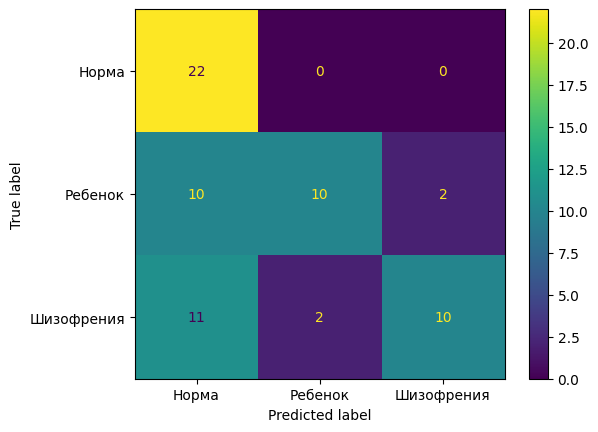 Норма
22
0
0
Ребенок
10
10
2
Шизофрения
11
2
10
Норма
Ребенок
Шизофрения
True label
Predicted label
20.0
17.5
15.0
12.5
10.0
7.5
5.0
2.5
0.0